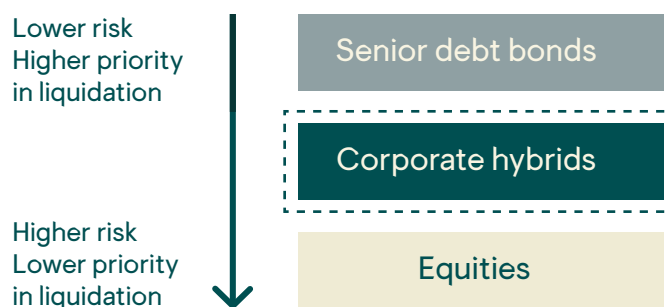 Lower risk
Higher priority
in liquidation
Senior debt bonds
Corporate hybrids
Higher risk
Lower priority
in liquidation
Equities